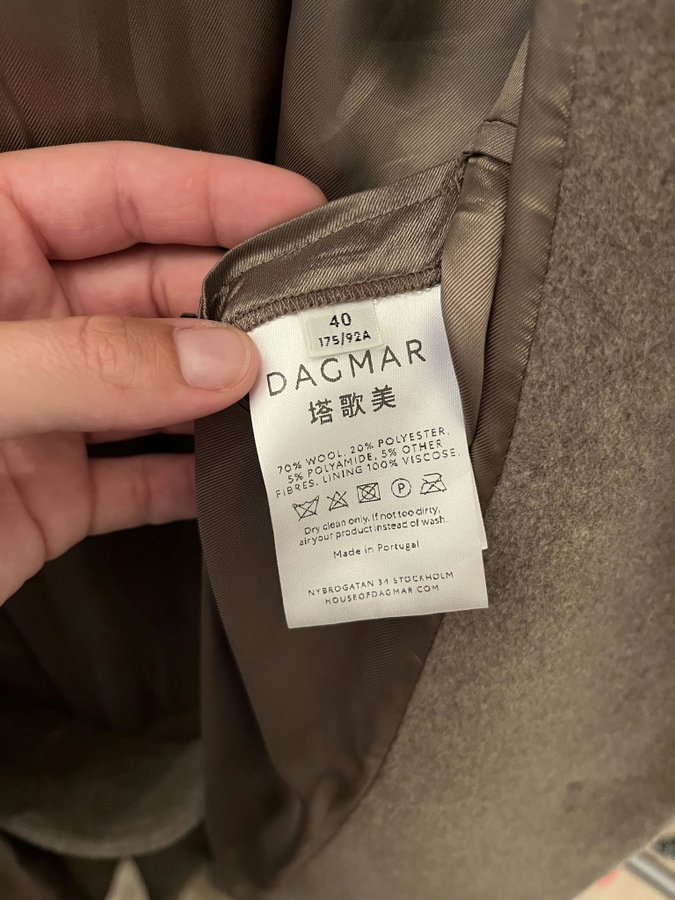 40
175/92A
DAGMAR
塔歌美
70% WOOL, 20% POLYESTER,
5% POLYAMIDE, 5% OTHER
FIBRES. LINING 100% VISCOSE.
P
Dry clean only. If not too dirty,
air your product instead of wash.
Made in Portugal
NYBROGATAN 34 STOCKHOLM
HOUSEOFDAGMAR.COM